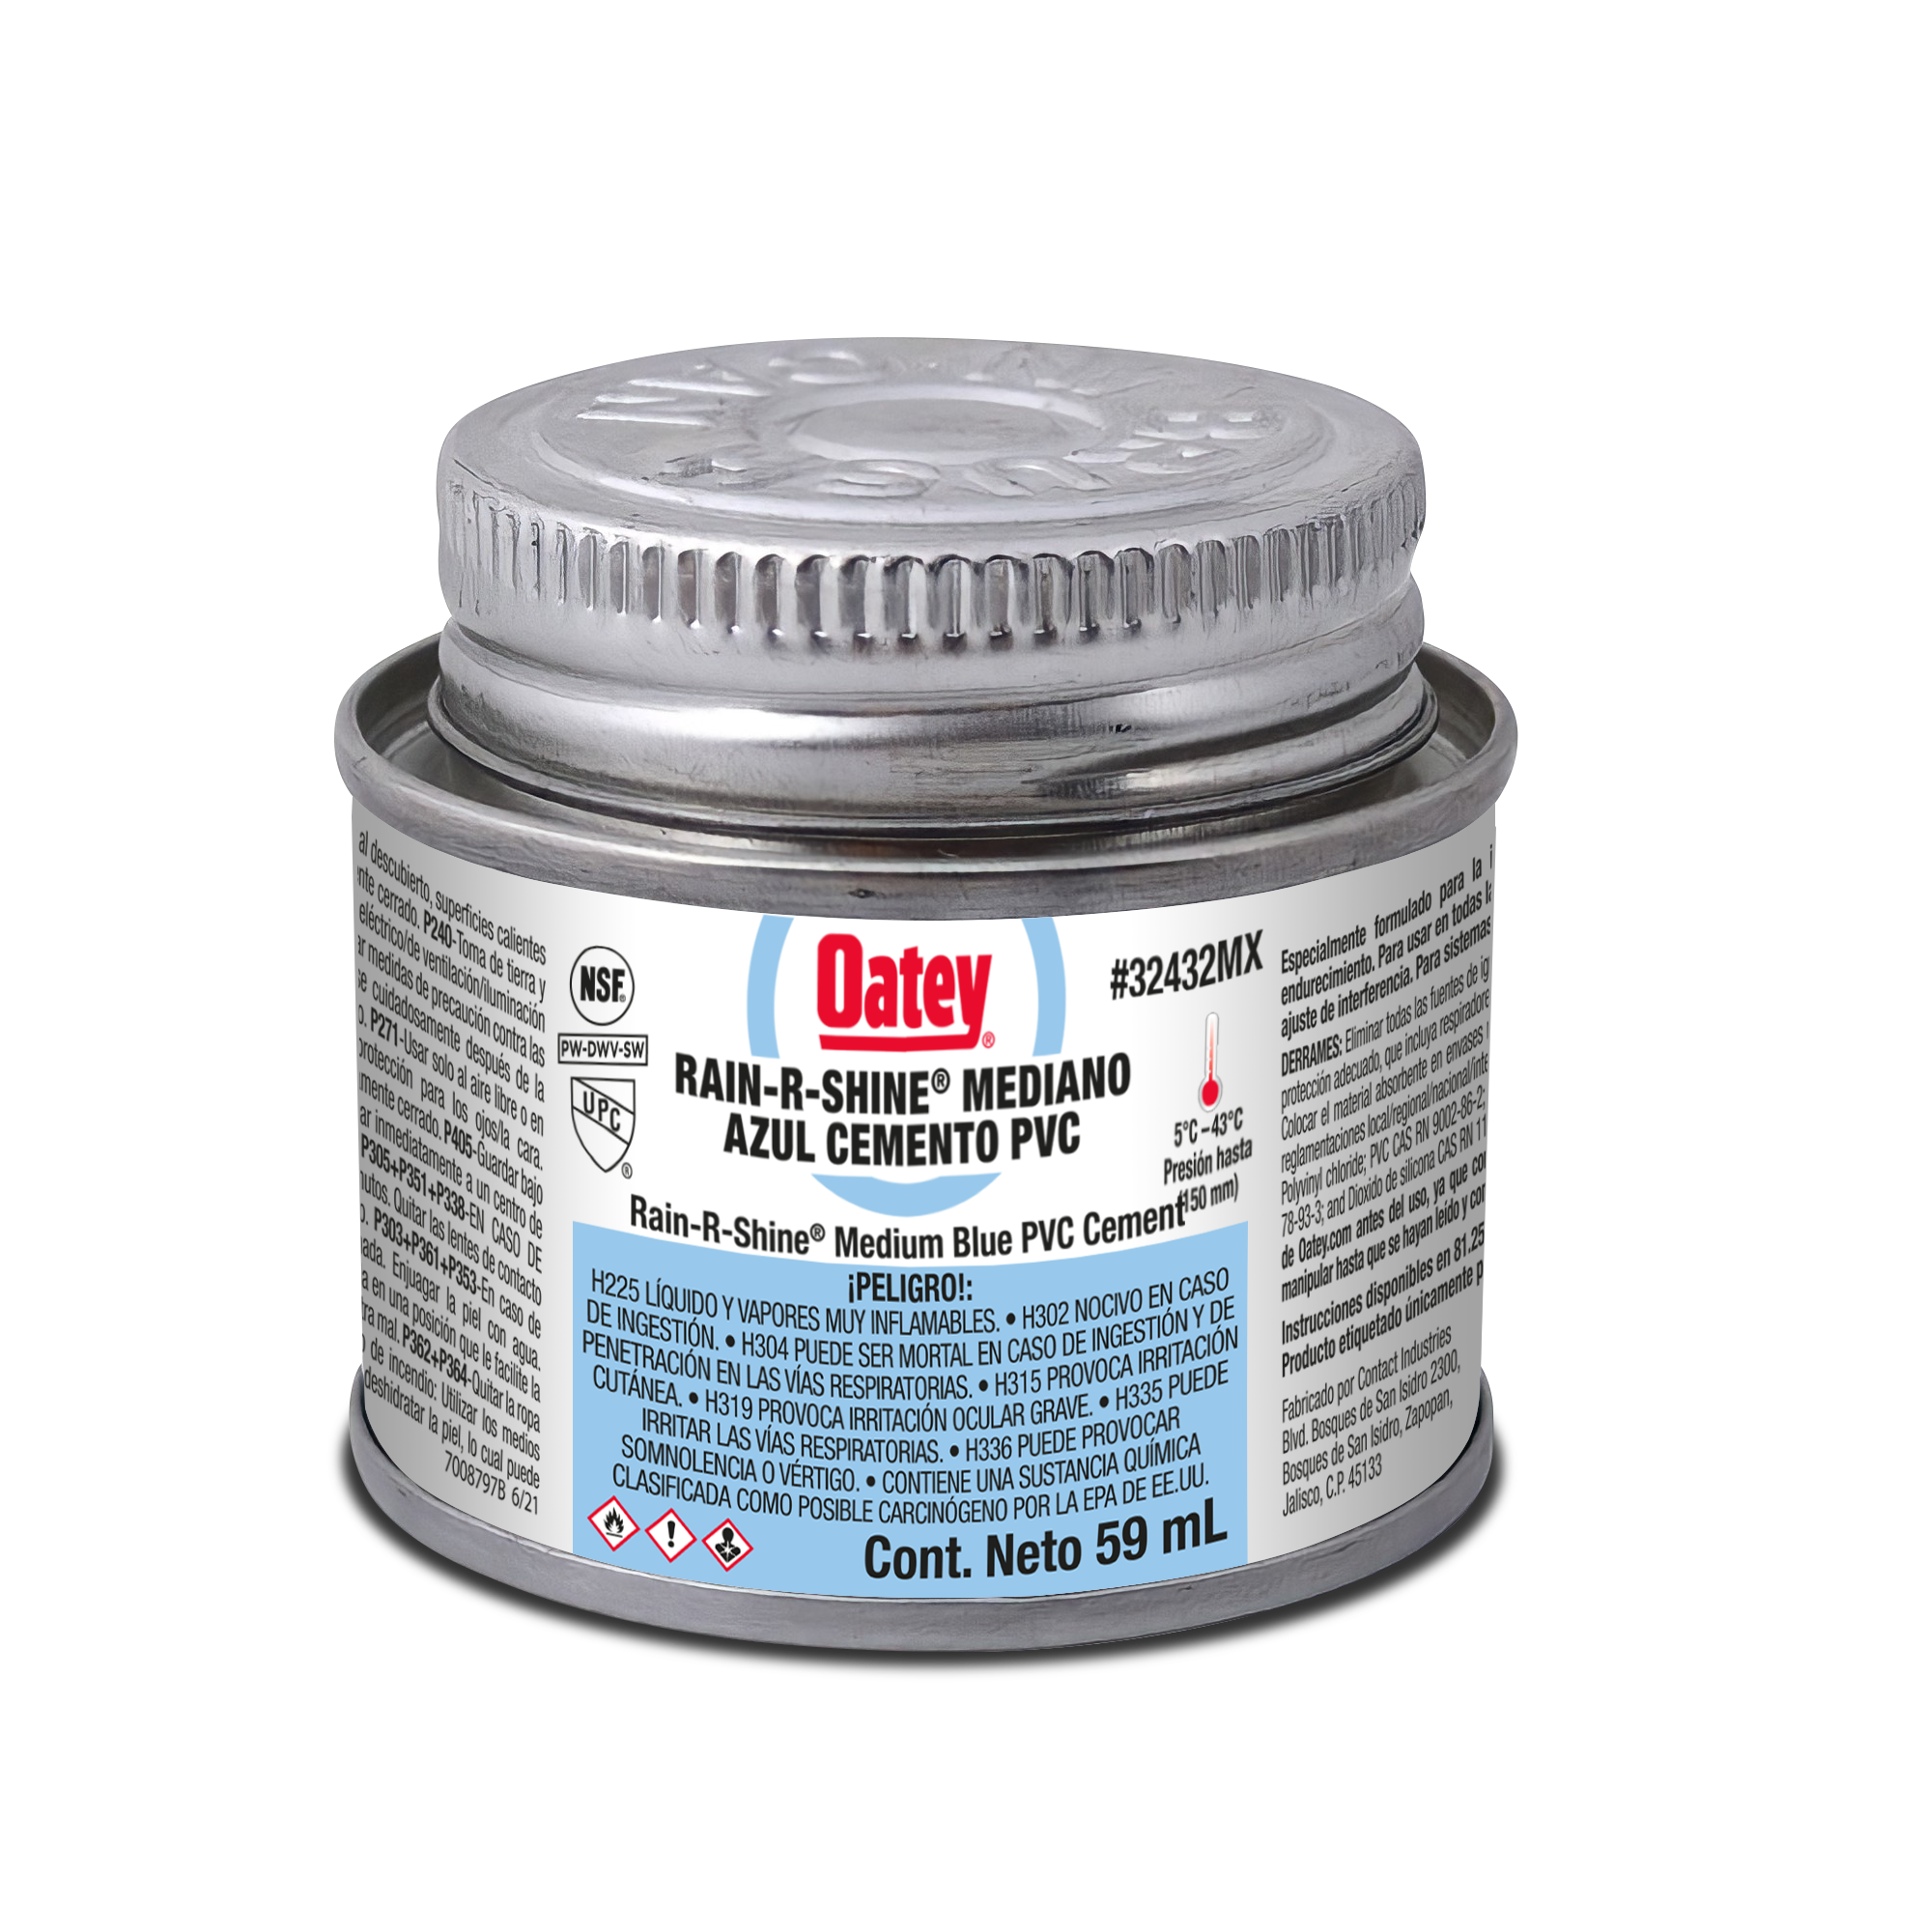 NSF®
PW-DWV-SW
UPC®
Oatey®
#32432MX
RAIN-R-SHINE® MEDIANO
AZUL CEMENTO PVC
5°C –43°C
Presión hasta
(150 mm)
Rain-R-Shine® Medium Blue PVC Cement
¡PELIGRO!:
H225 LÍQUIDO Y VAPORES MUY INFLAMABLES. • H302 NOCIVO EN CASO
DE INGESTIÓN. • H304 PUEDE SER MORTAL EN CASO DE INGESTIÓN Y DE
PENETRACIÓN EN LAS VÍAS RESPIRATORIAS. • H315 PROVOCA IRRITACIÓN
CUTÁNEA. • H319 PROVOCA IRRITACIÓN OCULAR GRAVE. • H335 PUEDE
IRRITAR LAS VÍAS RESPIRATORIAS. • H336 PUEDE PROVOCAR
SOMNOLENCIA O VÉRTIGO. • CONTIENE UNA SUSTANCIA QUÍMICA
CLASIFICADA COMO POSIBLE CARCINÓGENO POR LA EPA DE EE.UU.
Cont. Neto 59 mL
al descubierto, superficies calientes
cerrado. P240-Toma de tierra y
eléctrico/de ventilación/iluminación
medidas de precaución contra las
cuidadosamente después de la
P271-Usar solo al aire libre o en
protección para los ojos/la cara.
cerrado. P405-Guardar bajo
inmediatamente a un centro de
P305+P351+P338-EN CASO DE
Quitar las lentes de contacto
P303+P361+P353-En caso de
Enjuagar la piel con agua.
en una posición que le facilite la
mal. P362+P364-Quitar la ropa
de incendio: Utilizar los medios
deshidratar la piel, lo cual puede
7008797B 6/21
Especialmente formulado para la
endurecimiento. Para usar en todas
ajuste de interferencia. Para sistemas
DERRAMES: Eliminar todas las fuentes de
protección adecuado, que incluya
Colocar el material absorbente en envases
reglamentaciones local/regional/nacional/
Polyvinyl chloride; PVC CAS RN 9002-86-2;
78-93-3; and Dioxido de silicona CAS RN
de Oatey.com antes del uso, ya que
manipular hasta que se hayan leído y
Instrucciones disponibles en
Producto etiquetado únicamente
Fabricado por Contact Industries
Blvd. Bosques de San Isidro 2300,
Bosques de San Isidro, Zapopan,
Jalisco, C.P. 45133